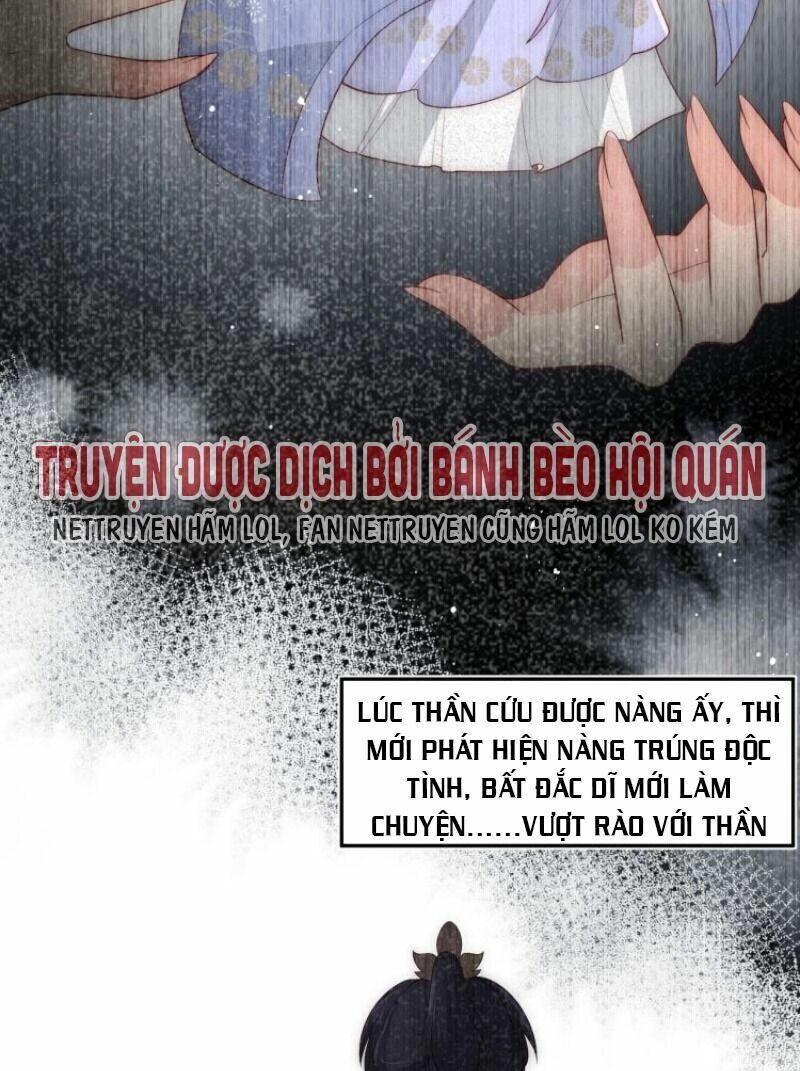 TRUYỆN ĐƯỢC DỊCH BỞI BÁNH BÈO HỘI QUÁN
NETTRUYEN HÃM LOL, FAN NETTRUYEN CŨNG HÃM LOL KO KÉM
LÚC THẦN CỨU ĐƯỢC NÀNG ẤY, THÌ
MỚI PHÁT HIỆN NÀNG TRÚNG ĐỘC
TÌNH, BẤT ĐẮC DĨ MỚI LÀM
CHUYỆN......VƯỢT RÀO VỚI THẦN